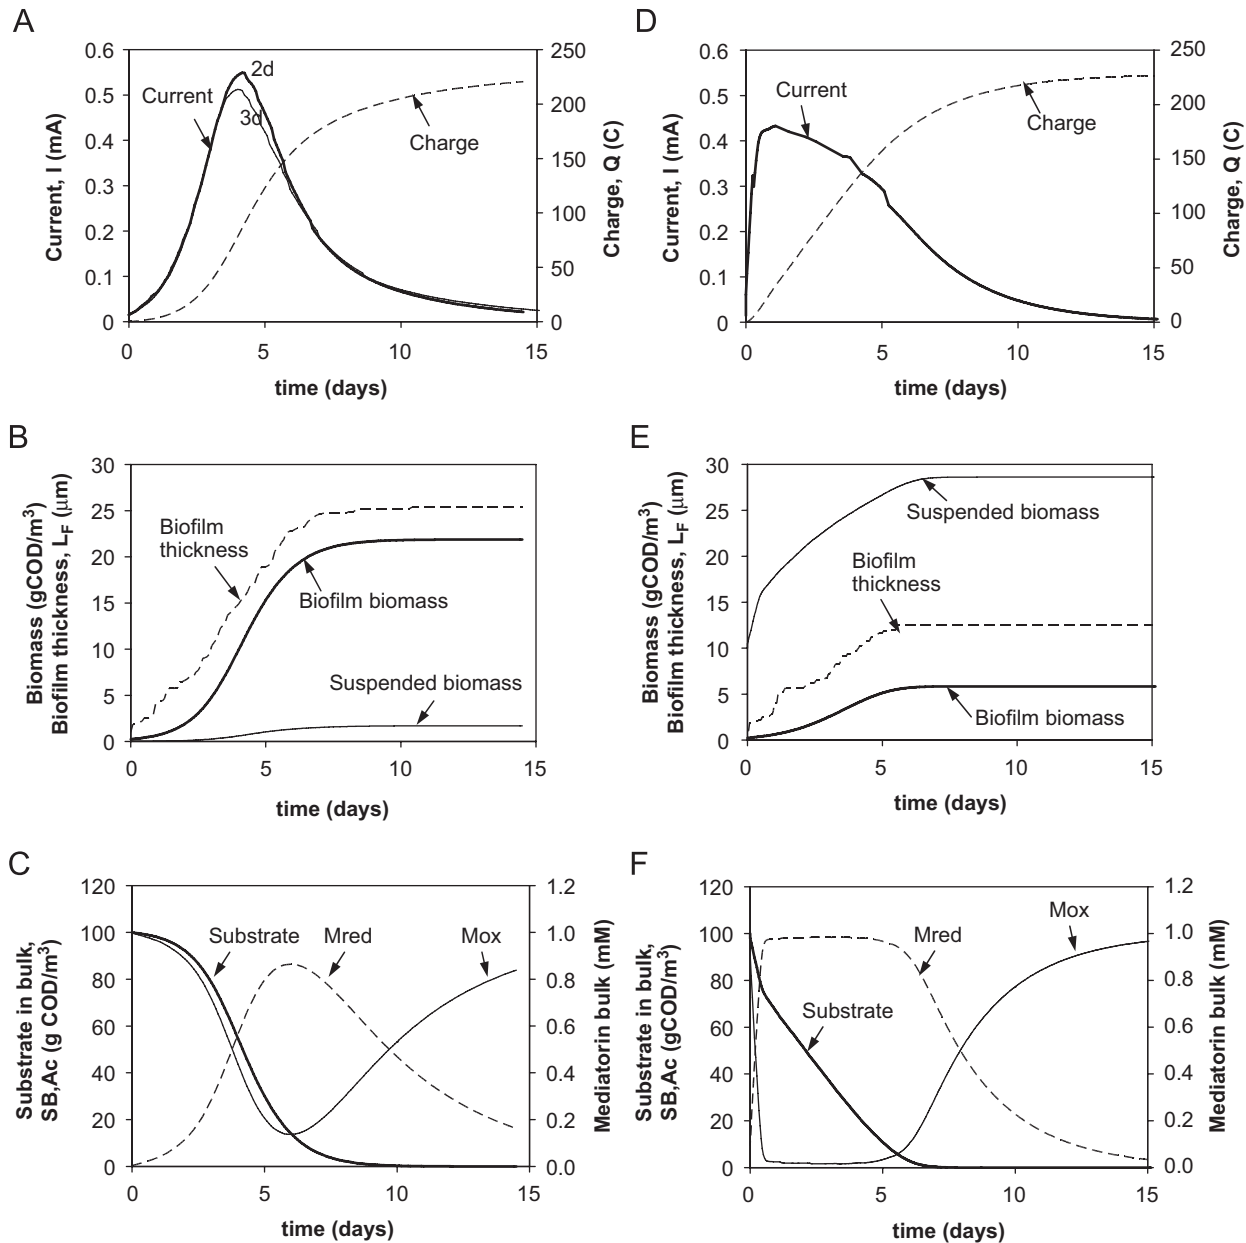 A
0.6
0.5
0.4
0.3
0.2
0.1
0
Current, I (mA)
250
200
150
100
50
0
Charge, Q (C)
2d
3d
Current
Charge
0 5 10 15
time (days)
D
0.6
0.5
0.4
0.3
0.2
0.1
0
Current, I (mA)
250
200
150
100
50
0
Charge, Q (C)
Current
Charge
0 5 10 15
time (days)
B
30
25
20
15
10
5
0
Biomass (gCOD/m³)
Biofilm thickness, L_F (μm)
Biofilm
thickness
Biofilm biomass
Suspended biomass
0 5 10 15
time (days)
E
30
25
20
15
10
5
0
Biomass (gCOD/m³)
Biofilm thickness, L_F (μm)
Suspended biomass
Biofilm
thickness
Biofilm biomass
0 5 10 15
time (days)
C
120
100
80
60
40
20
0
Substrate in bulk,
SB,Ac (g COD/m³)
1.2
1.0
0.8
0.6
0.4
0.2
0.0
Mediatorin bulk (mM)
Substrate
Mred
Mox
0 5 10 15
time (days)
F
120
100
80
60
40
20
0
Substrate in bulk,
SB,Ac (gCOD/m³)
1.2
1.0
0.8
0.6
0.4
0.2
0.0
Mediatorin bulk (mM)
Mox
Mred
Substrate
0 5 10 15
time (days)